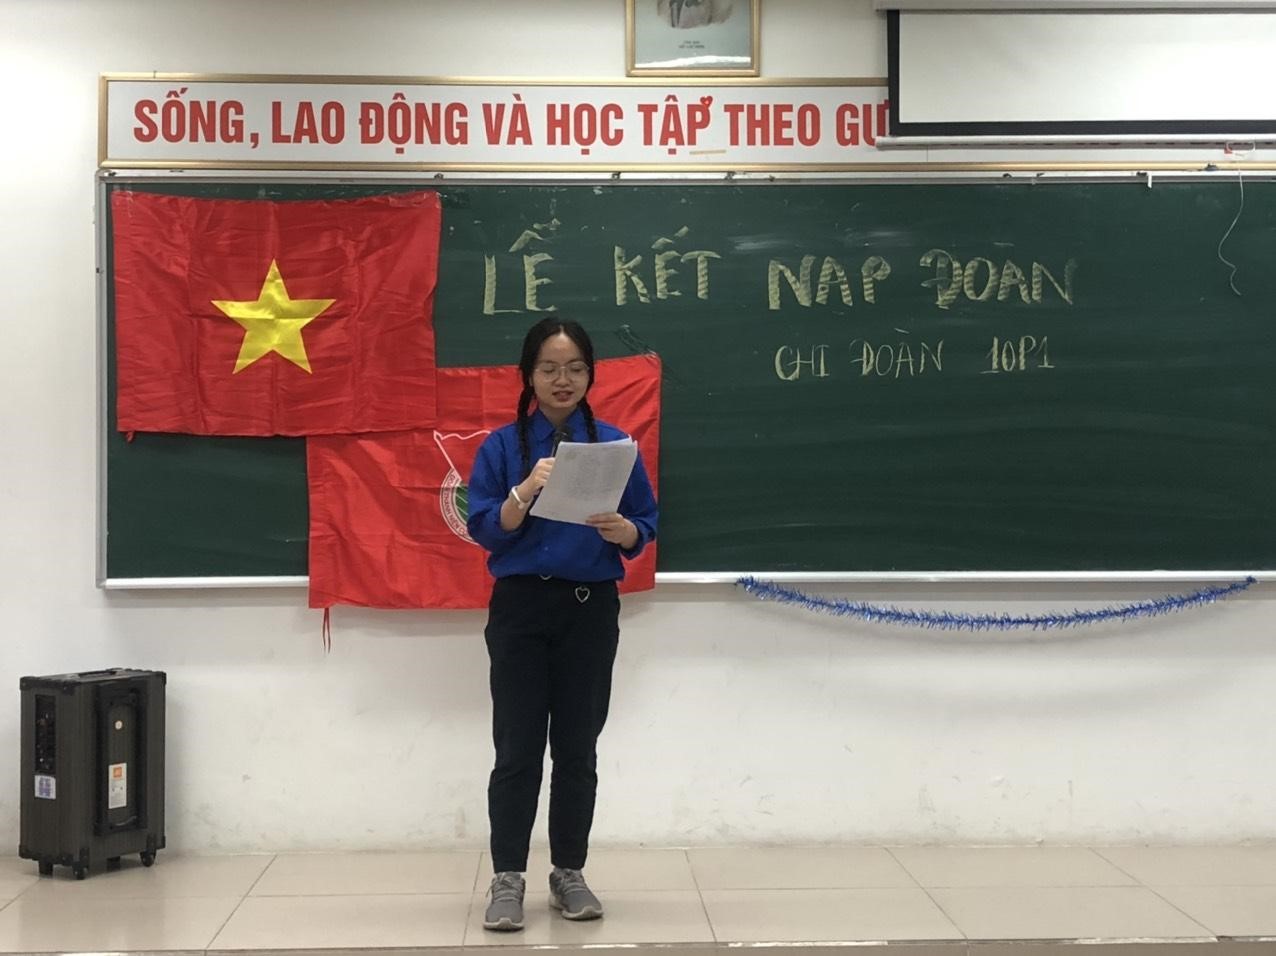 SỐNG, LAO ĐỘNG VÀ HỌC TẬP THEO GƯ
LỄ KẾT NẠP ĐOÀN
CHI ĐOÀN 10P1